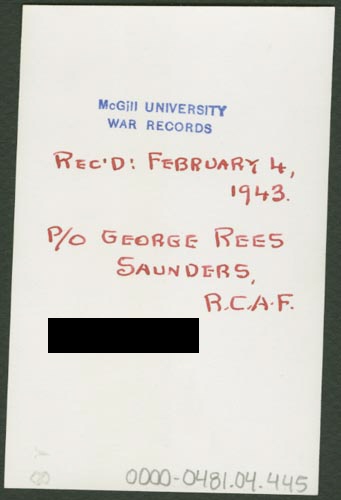 McGill UNIVERSITY
WAR RECORDS
REC'D: FEBRUARY 4,
1943.
P/O GEORGE REES
SAUNDERS,
R.C.A.F.
0000-0481.04.445